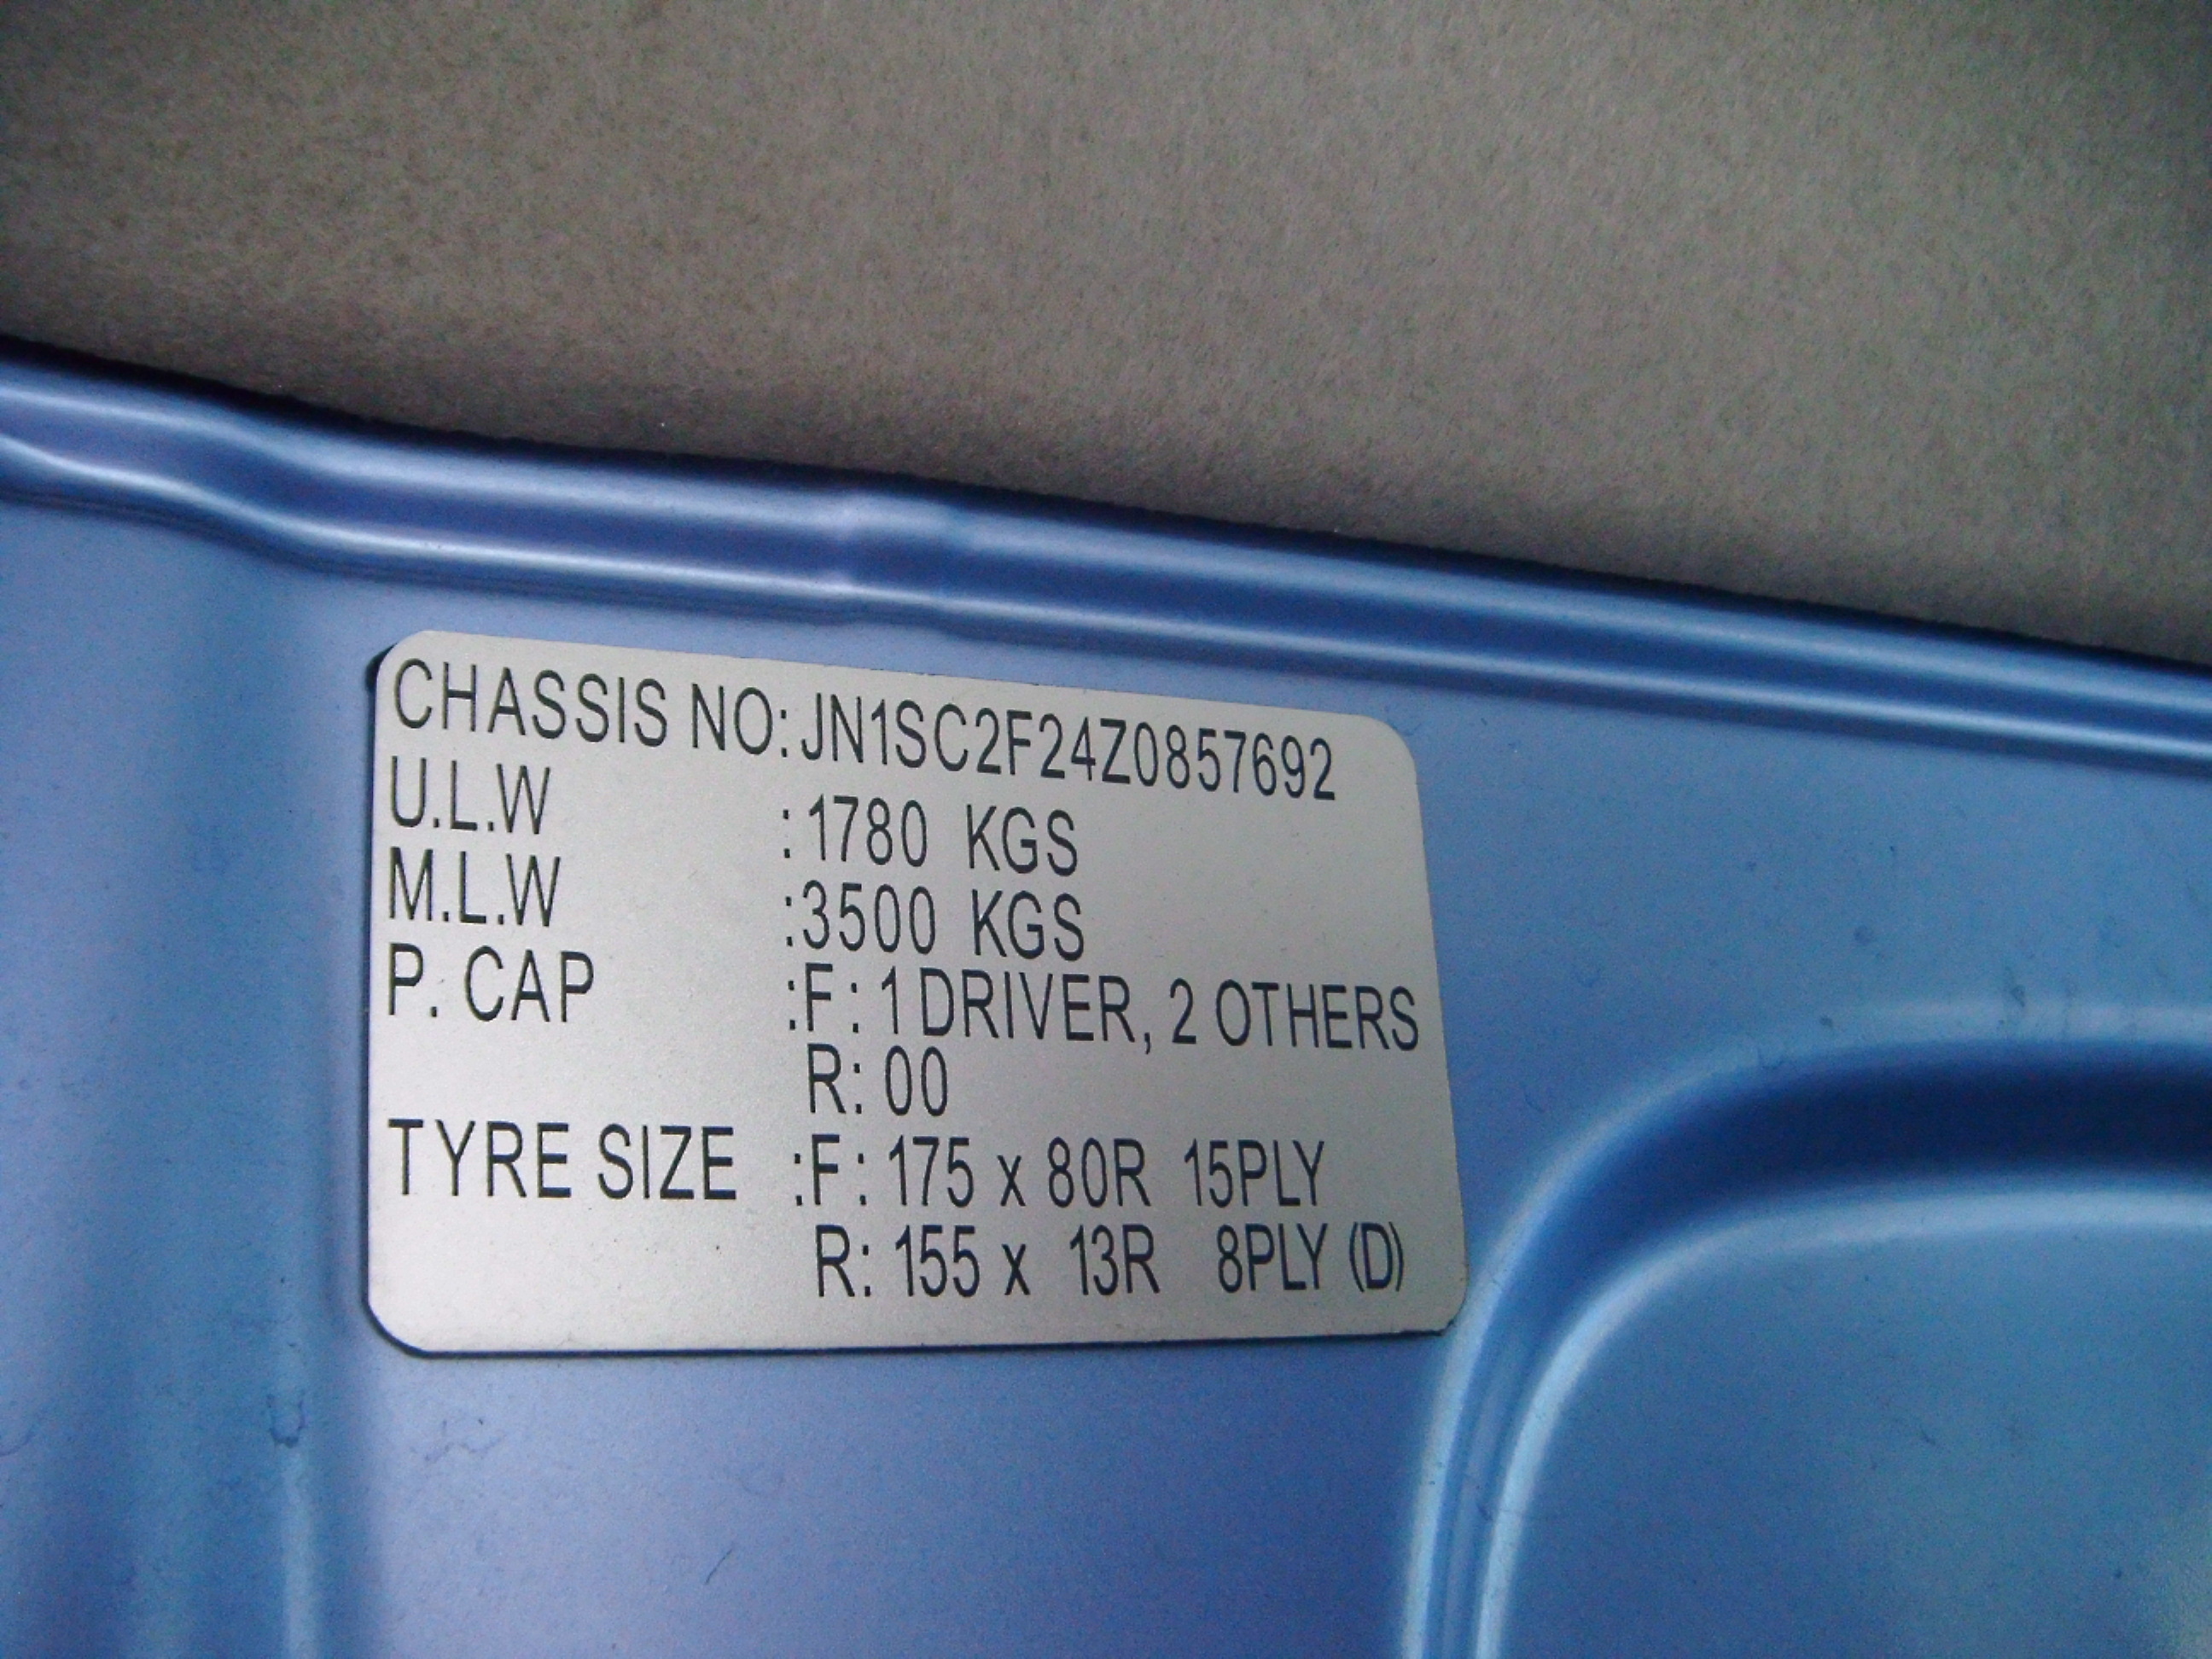 CHASSIS NO: JN1SC2F24Z0857692
U.L.W :1780 KGS
M.L.W :3500 KGS
P. CAP :F: 1 DRIVER, 2 OTHERS
R: 00
TYRE SIZE :F: 175 x 80R 15PLY
R: 155 x 13R 8PLY (D)